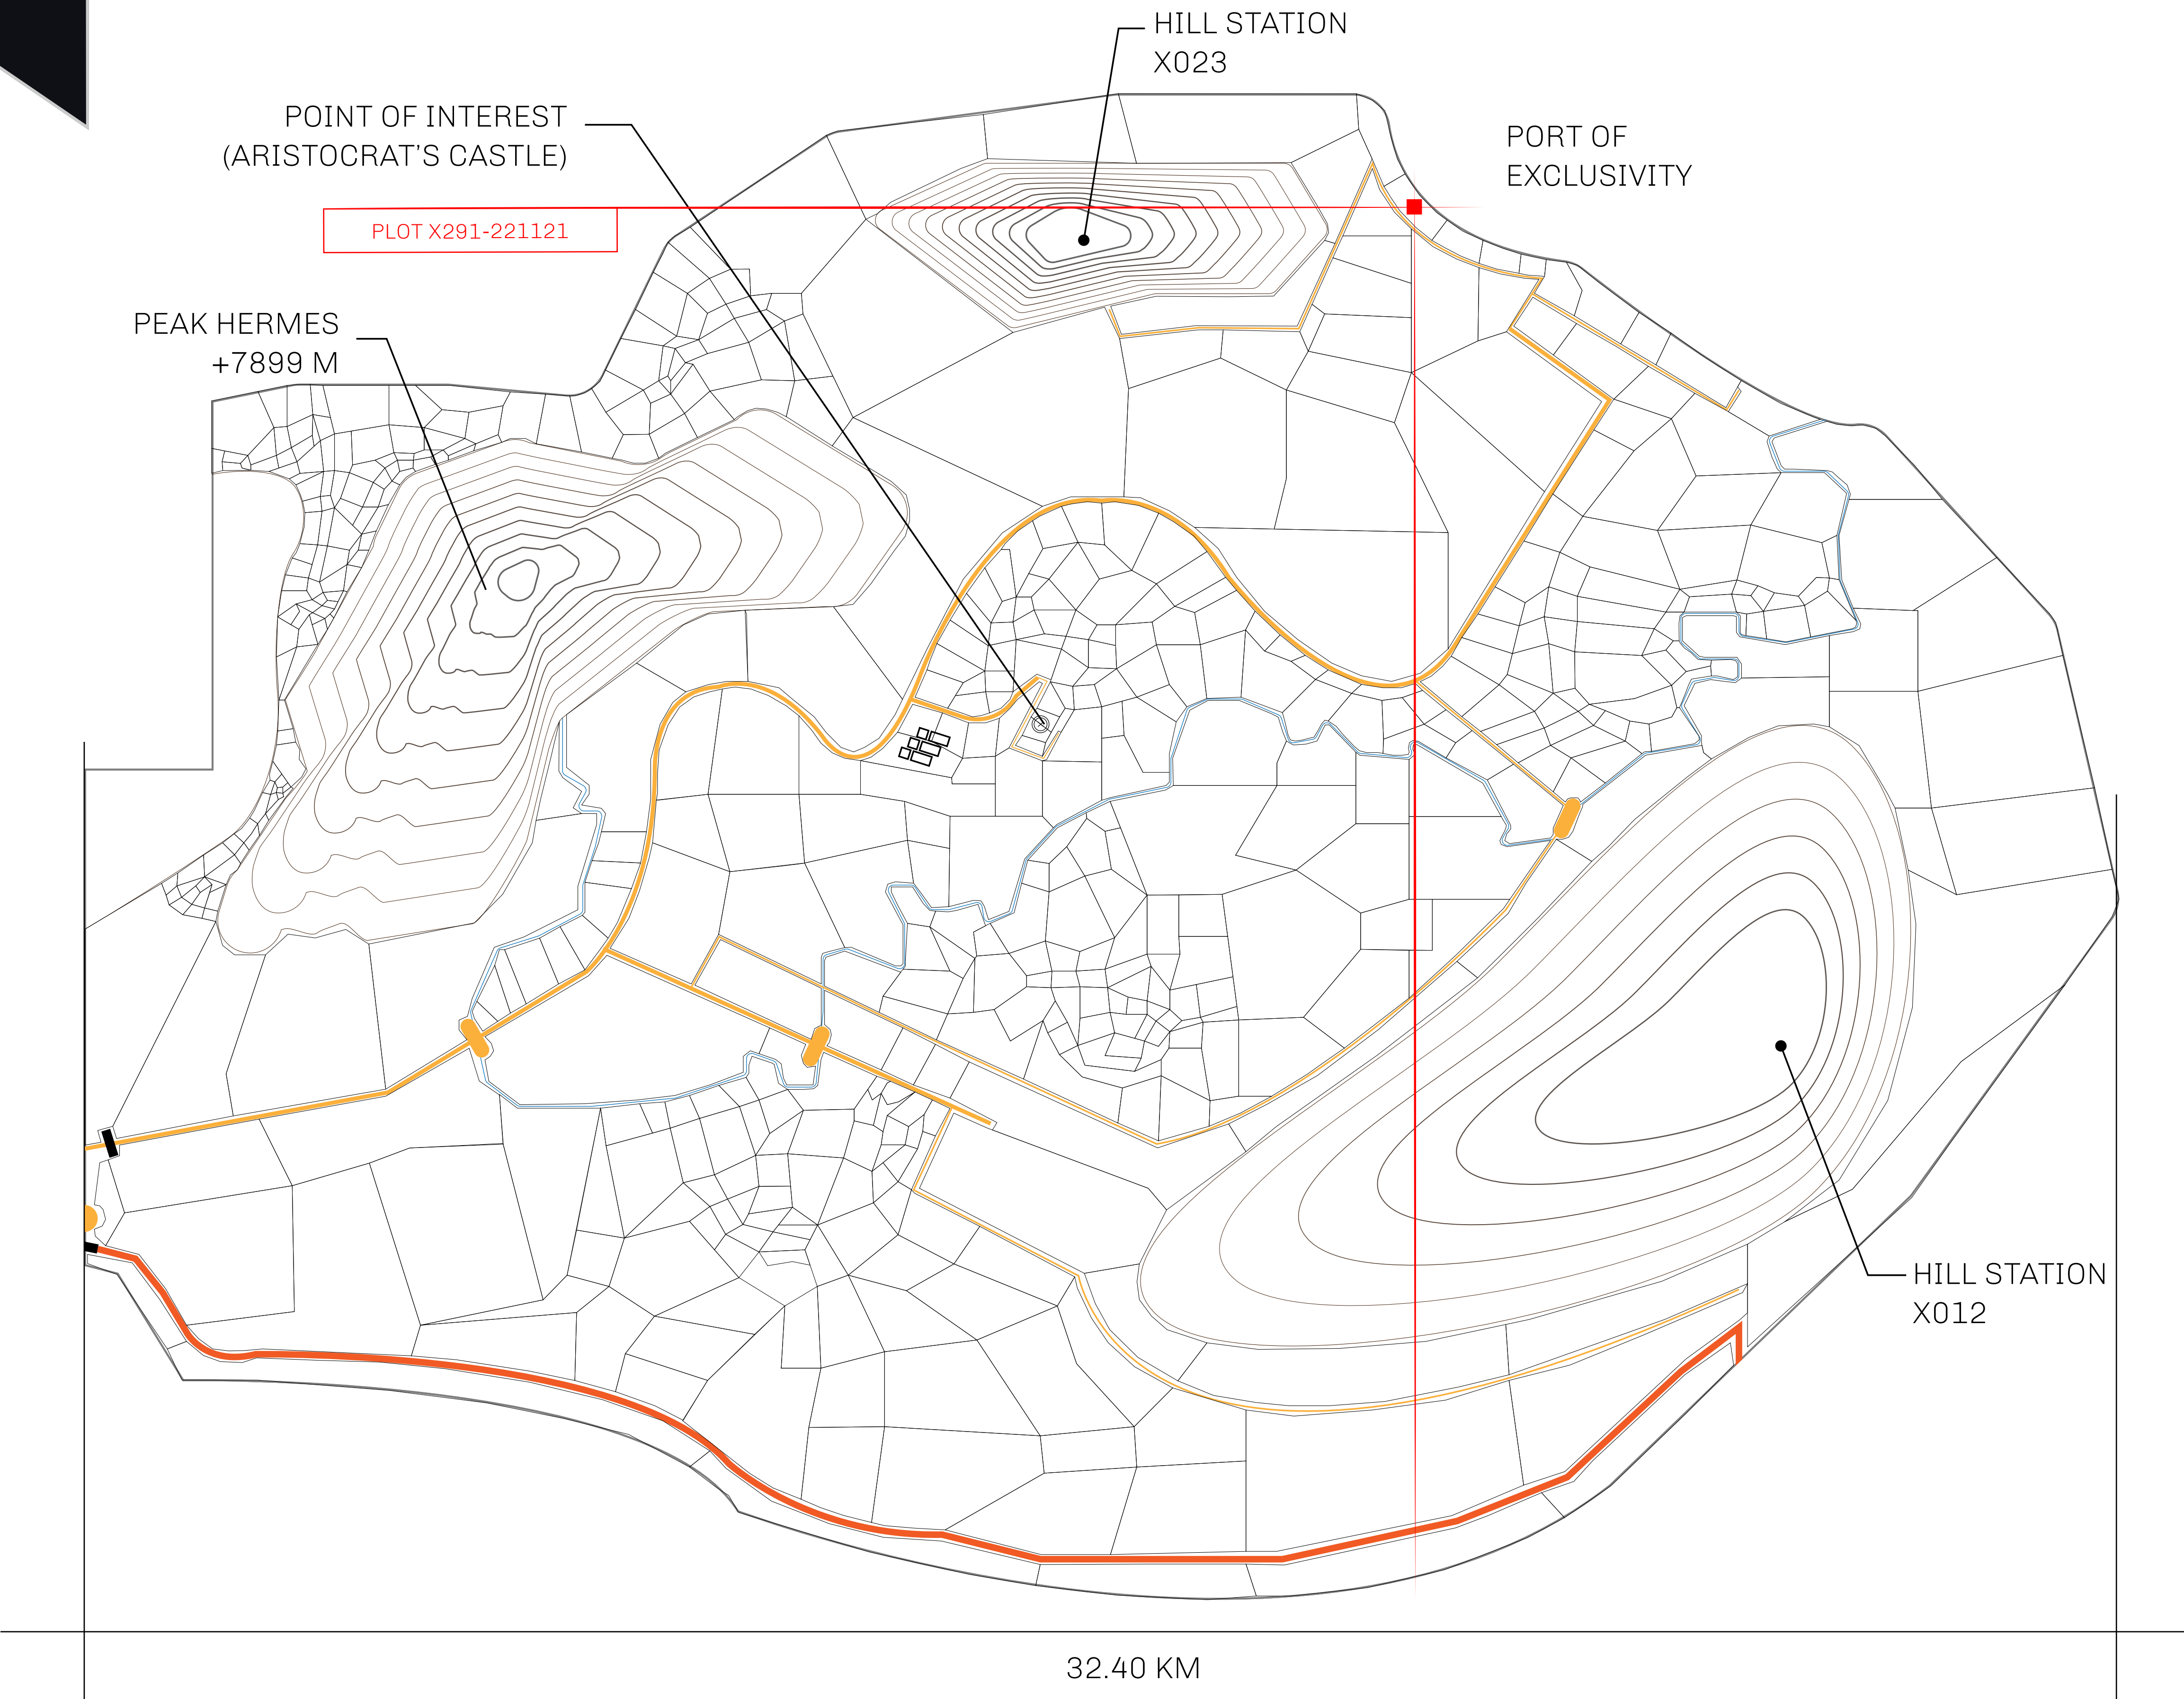 HILL STATION
X023
POINT OF INTEREST
(ARISTOCRAT'S CASTLE)
PORT OF
EXCLUSIVITY
PLOT X291-221121
PEAK HERMES
+7899 M
HILL STATION
X012
32.40 KM